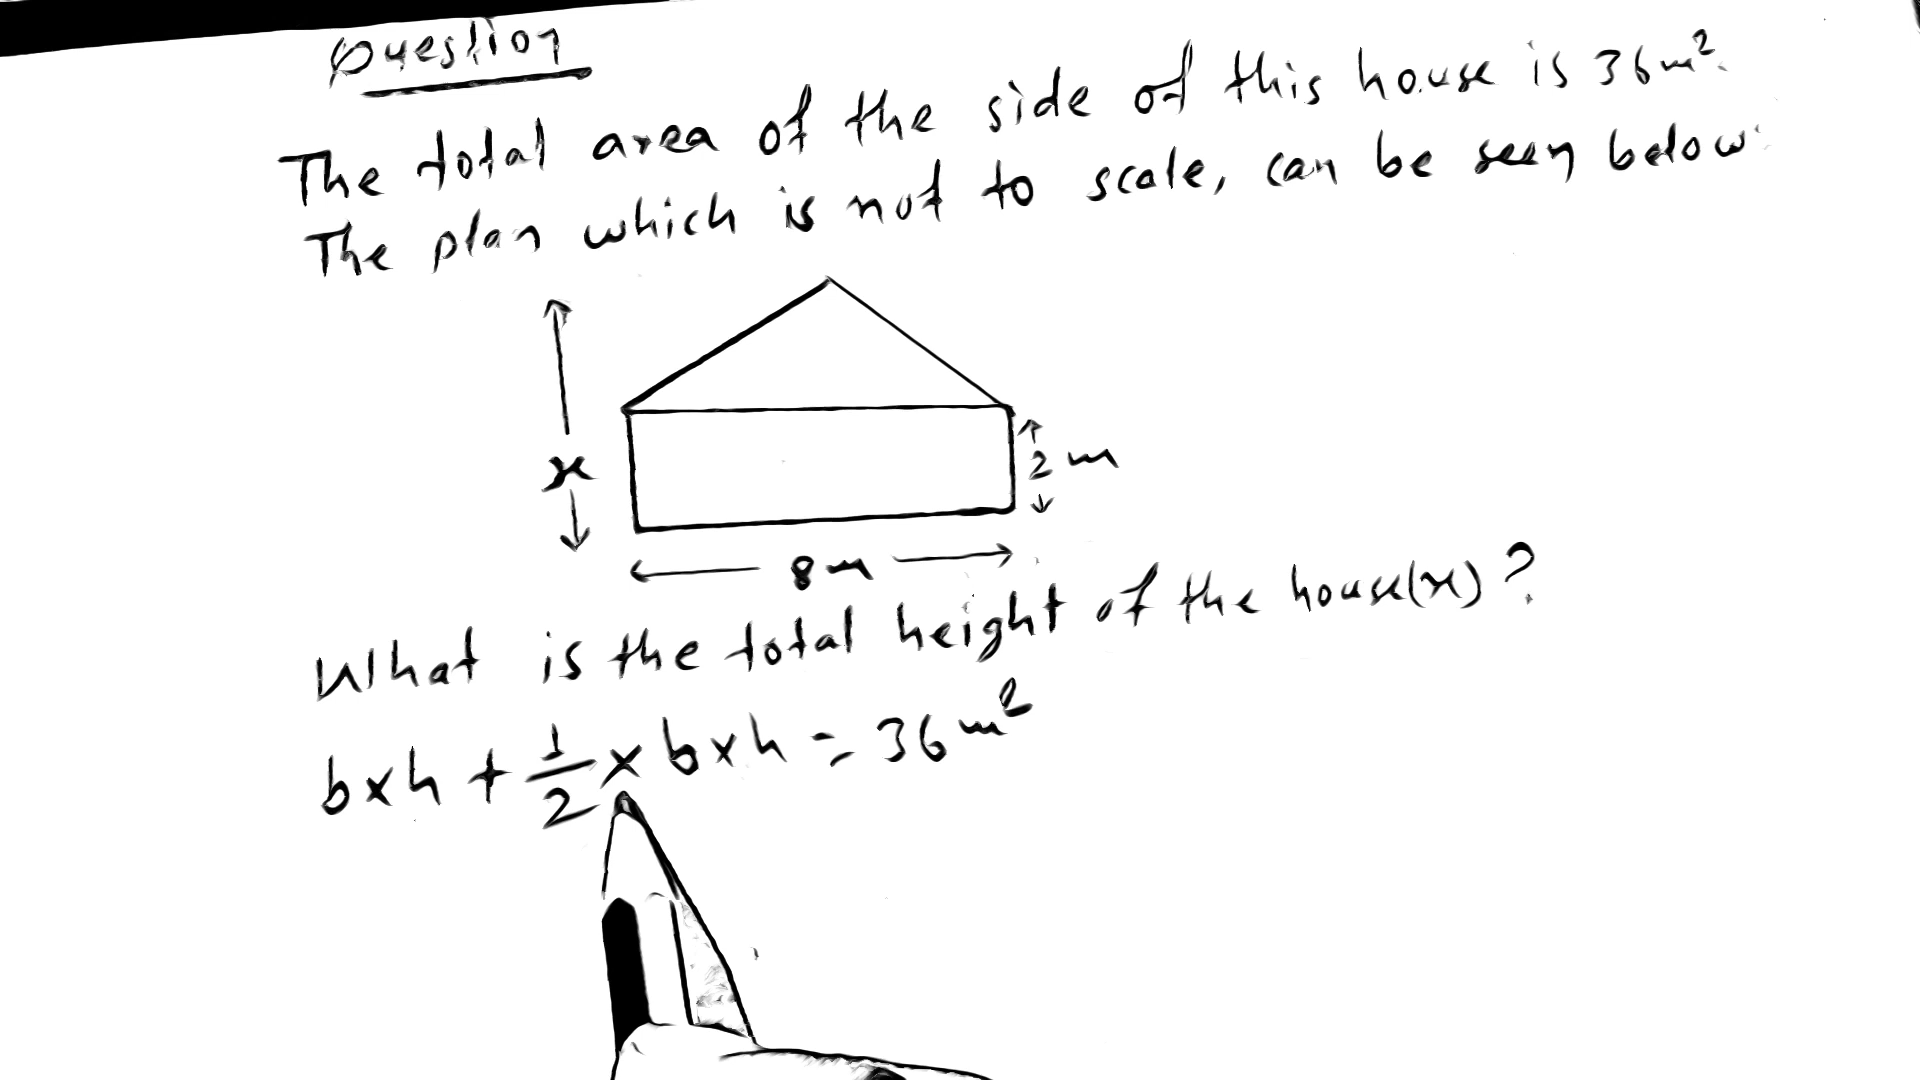 Question
The total area of the side of this house is 36m².
The plan which is not to scale, can be seen below.
x
2m
8m
What is the total height of the house(x)?
b×h + 1/2 × b×h = 36m²